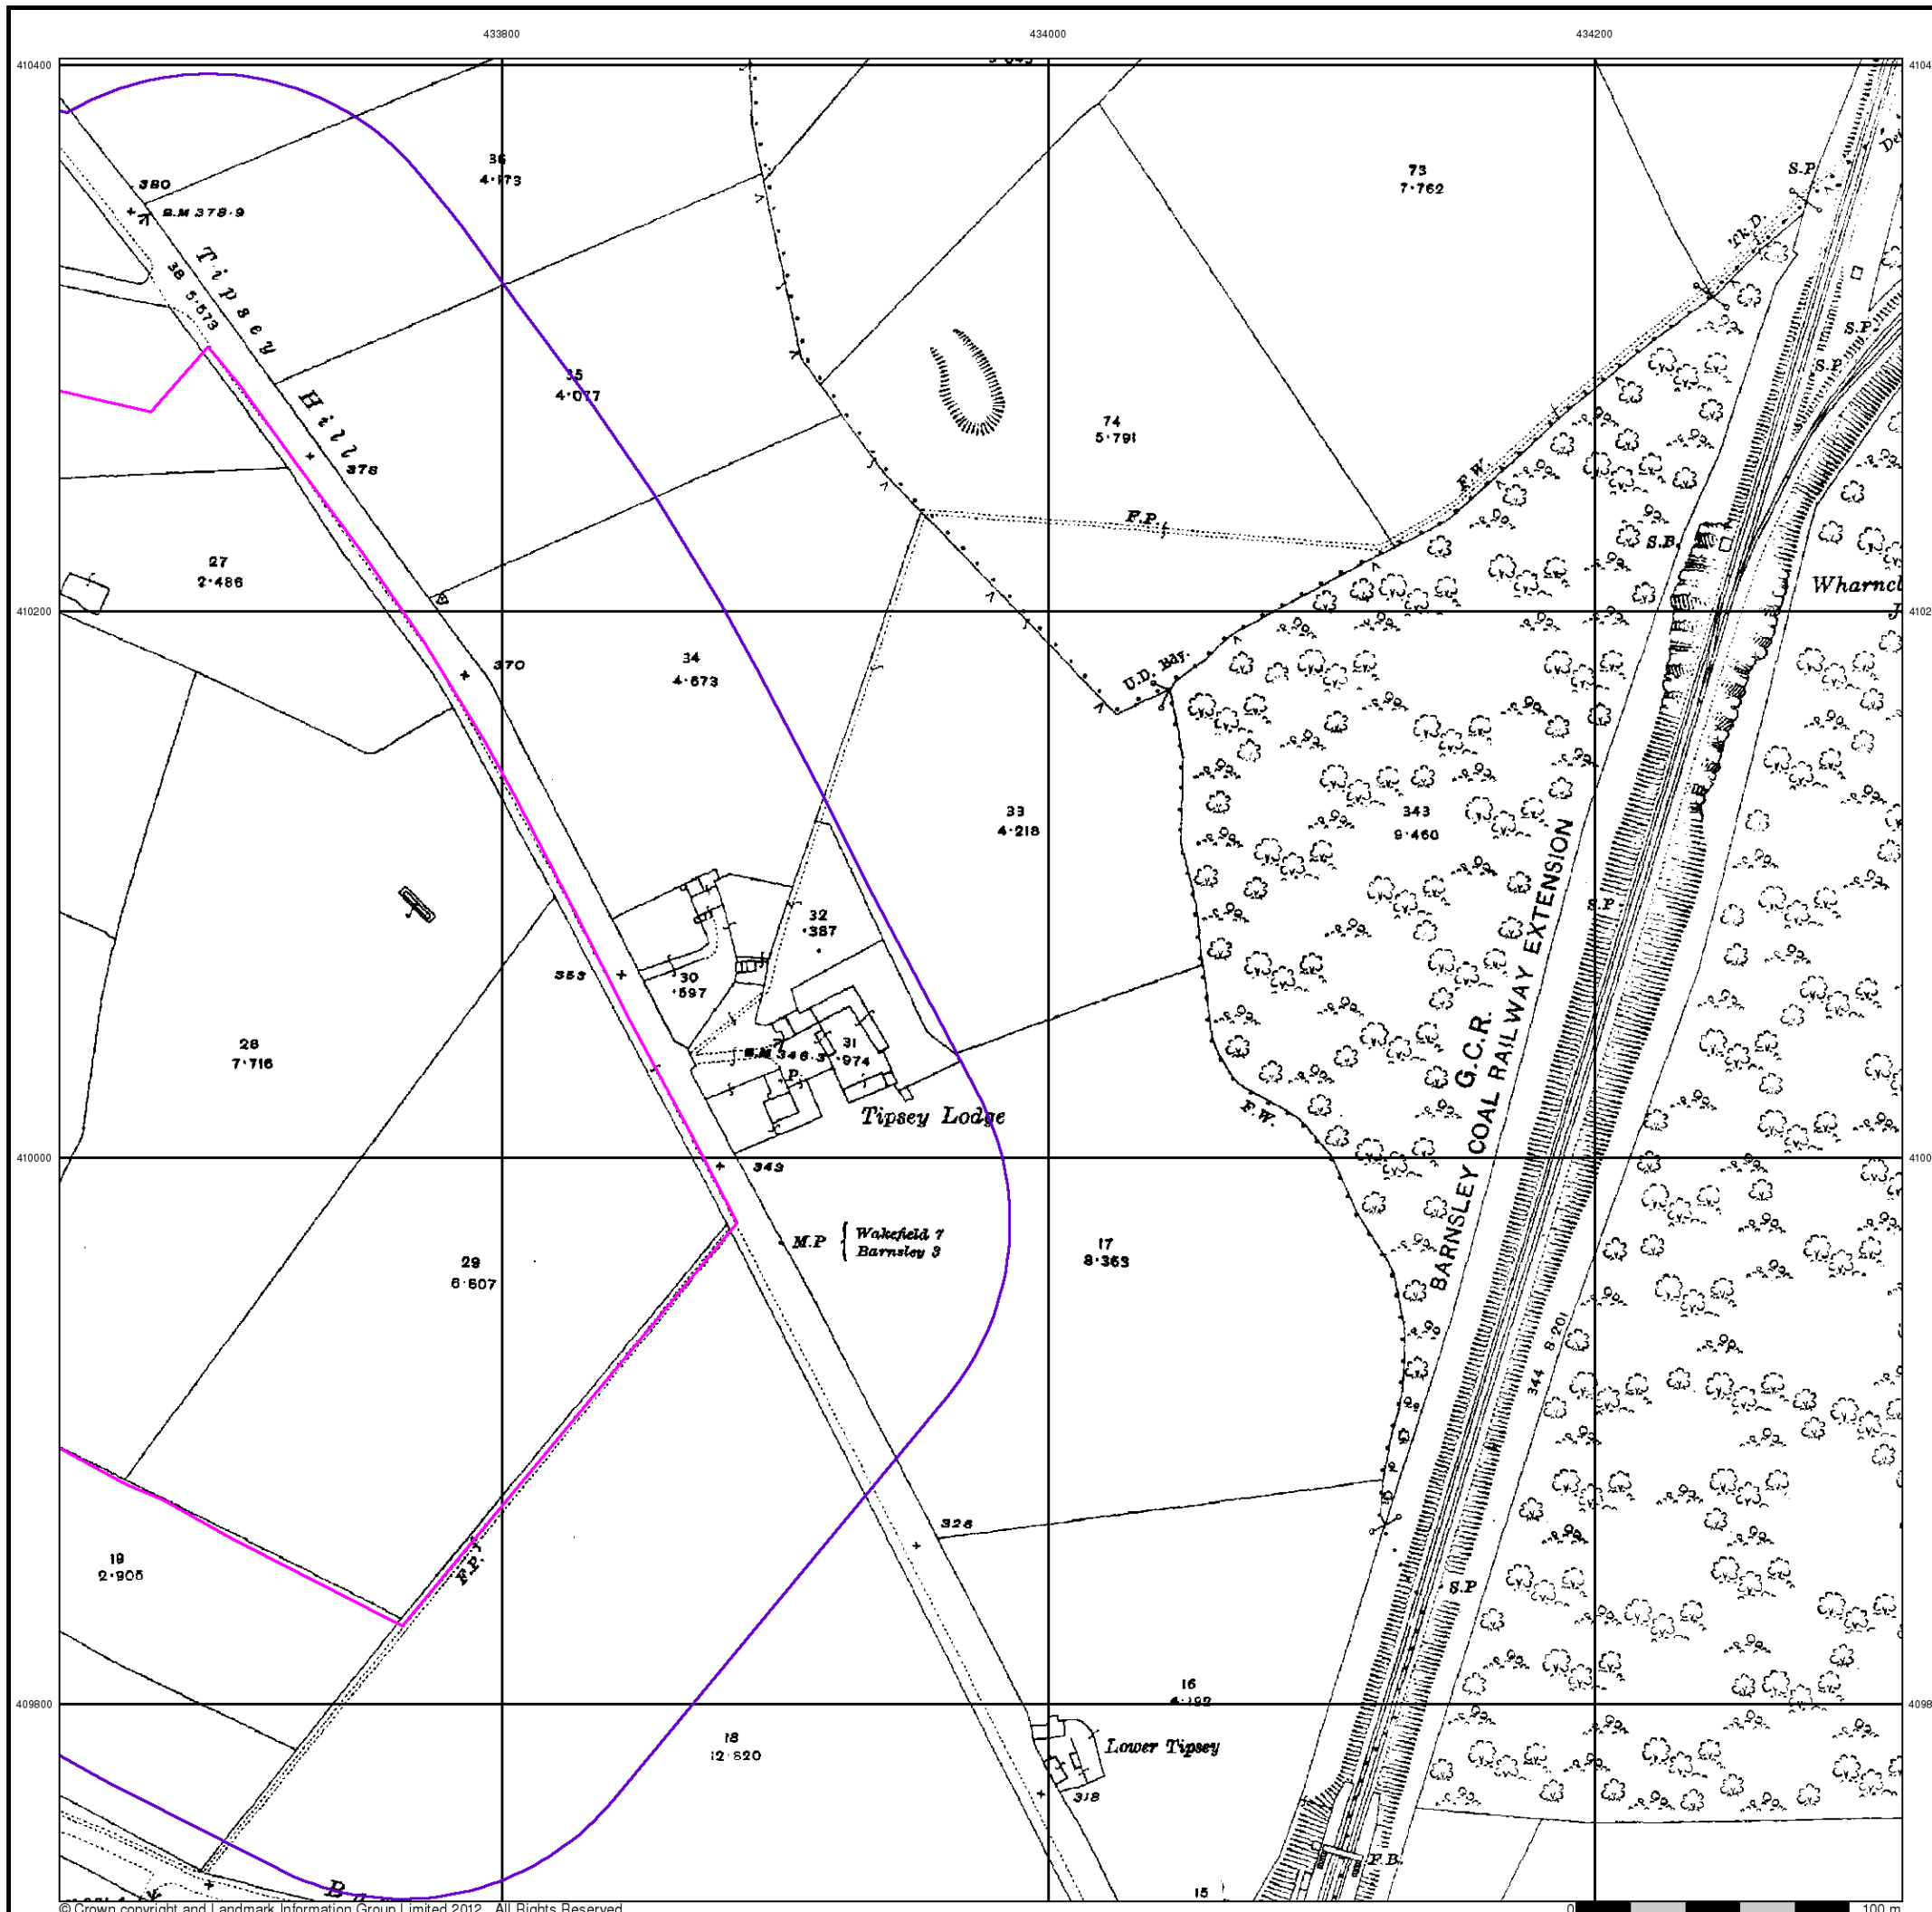 433800
434000
434200
410400
36
4·173
73
7·762
S.P
380
B.M 378·9
Tk.D.
Tipsey Hill
38 5·573
S.P
S.P
35
4·077
74
5·791
378
F.W.
F.P.
S.B.
27
2·486
410200
370
34
4·673
U.D. Bdy.
33
4·218
343
9·460
32
·387
S.P
353
30
·597
G.C.R.
BARNSLEY COAL RAILWAY EXTENSION
28
7·716
B.M 346·3
31
·974
P.
Tipsey Lodge
F.W.
410000
343
M.P
Wakefield 7
Barnsley 3
17
8·363
29
6·607
344 8·201
328
19
2·905
F.P.
S.P
409800
16
4·192
18
12·620
Lower Tipsey
318
F.B.
15
© Crown copyright and Landmark Information Group Limited 2012. All Rights Reserved.
0
100 m